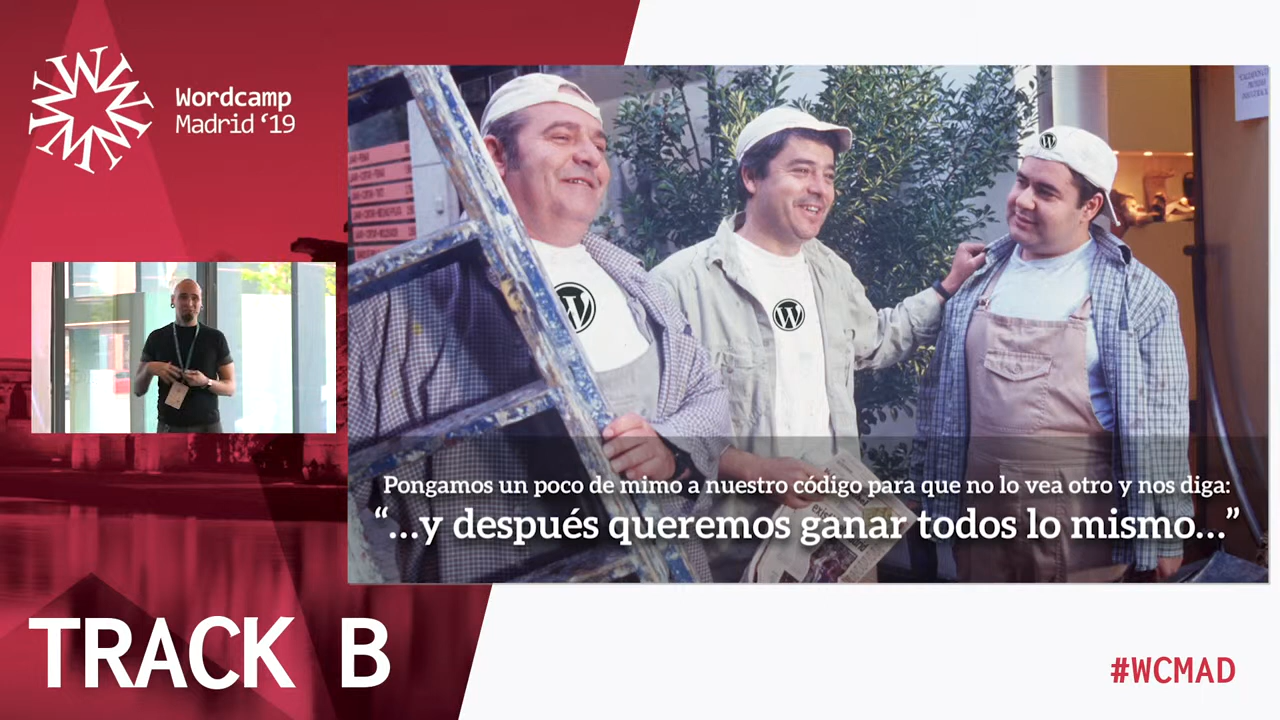 Wordcamp
Madrid ‘19
Pongamos un poco de mimo a nuestro código para que no lo vea otro y nos diga:
“…y después queremos ganar todos lo mismo…”
TRACK B
#WCMAD